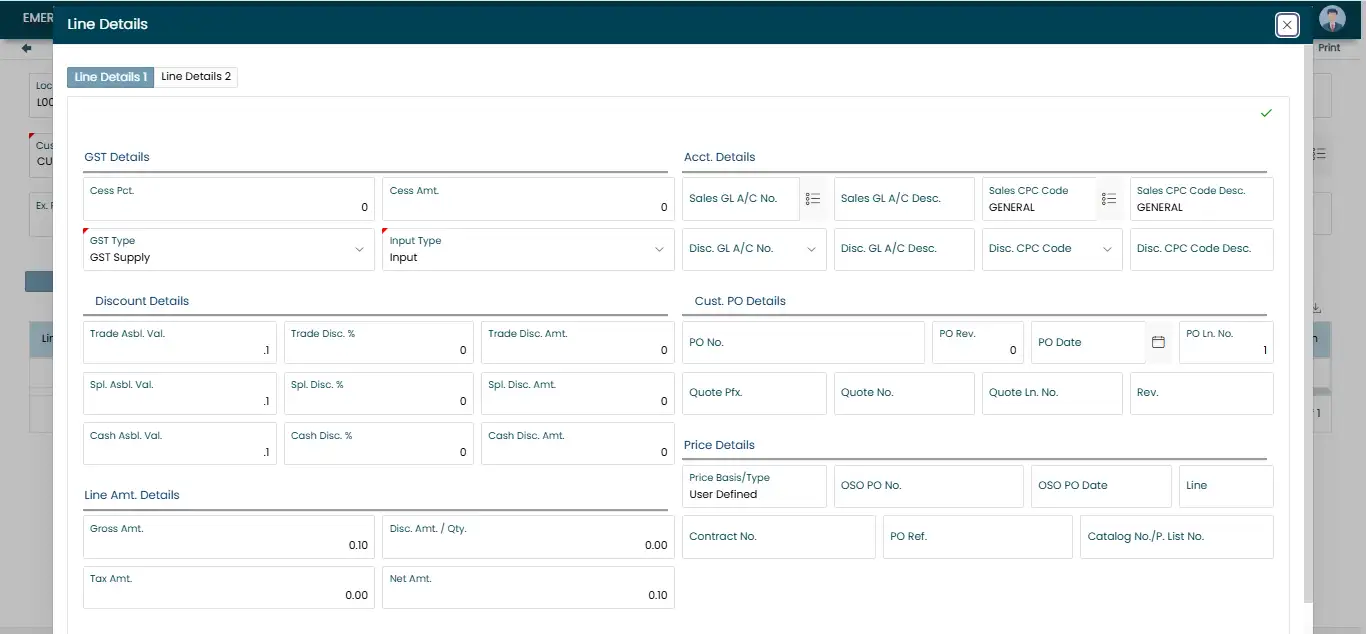 EMER
Line Details
Print
Line Details 1
Line Details 2
Loc
L00
Cus
CU
GST Details
Cess Pct.
0
Cess Amt.
0
GST Type
GST Supply
Input Type
Input
Discount Details
Trade Asbl. Val.
.1
Trade Disc. %
0
Trade Disc. Amt.
0
Spl. Asbl. Val.
.1
Spl. Disc. %
0
Spl. Disc. Amt.
0
Cash Asbl. Val.
.1
Cash Disc. %
0
Cash Disc. Amt.
0
Line Amt. Details
Gross Amt.
0.10
Disc. Amt. / Qty.
0.00
Tax Amt.
0.00
Net Amt.
0.10
Acct. Details
Sales GL A/C No.
Sales GL A/C Desc.
Sales CPC Code
GENERAL
Sales CPC Code Desc.
GENERAL
Disc. GL A/C No.
Disc. GL A/C Desc.
Disc. CPC Code
Disc. CPC Code Desc.
Cust. PO Details
PO No.
PO Rev.
0
PO Date
PO Ln. No.
1
Quote Pfx.
Quote No.
Quote Ln. No.
Rev.
Price Details
Price Basis/Type
User Defined
OSO PO No.
OSO PO Date
Line
Contract No.
PO Ref.
Catalog No./P. List No.